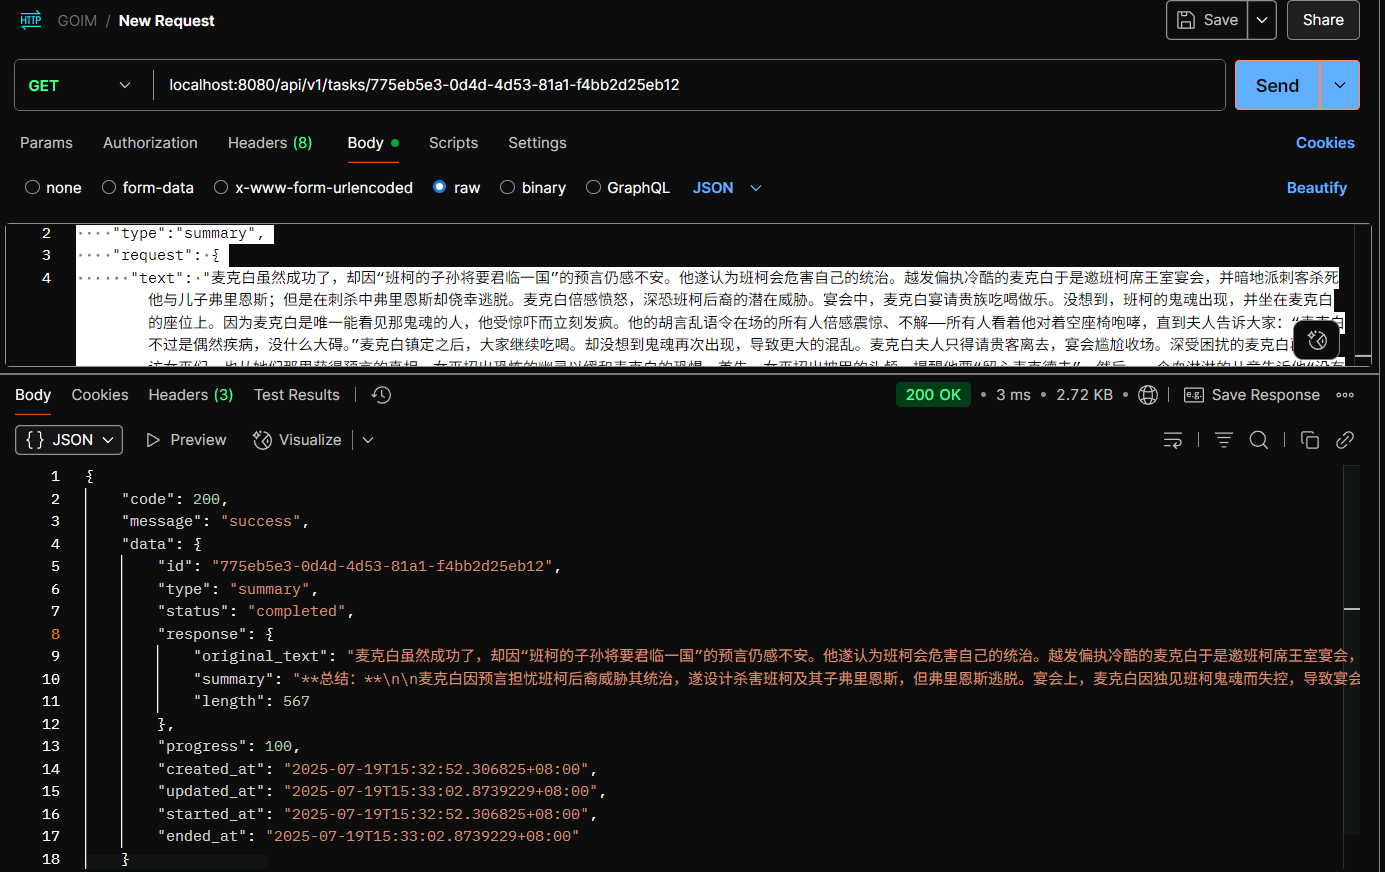 HTTP GOIM / New Request Save Share
GET localhost:8080/api/v1/tasks/775eb5e3-0d4d-4d53-81a1-f4bb2d25eb12 Send
Params Authorization Headers (8) Body Scripts Settings Cookies
none form-data x-www-form-urlencoded raw binary GraphQL JSON Beautify
2 "type":"summary",
3 "request": {
4 "text": "麦克白虽然成功了，却因“班柯的子孙将要君临一国”的预言仍感不安。他遂认为班柯会危害自己的统治。越发偏执冷酷的麦克白于是邀班柯席王室宴会，并暗地派刺客杀死
他与儿子弗里恩斯；但是在刺杀中弗里恩斯却侥幸逃脱。麦克白倍感愤怒，深恐班柯后裔的潜在威胁。宴会中，麦克白宴请贵族吃喝做乐。没想到，班柯的鬼魂出现，并坐在麦克白
的座位上。因为麦克白是唯一能看见那鬼魂的人，他受惊吓而立刻发疯。他的胡言乱语令在场的所有人倍感震惊、不解——所有人看着他对着空座椅咆哮，直到夫人告诉大家：“麦克白
不过是偶然疾病，没什么大碍。”麦克白镇定之后，大家继续吃喝。却没想到鬼魂再次出现，导致更大的混乱。麦克白夫人只得请贵客离去，宴会尴尬收场。深受困扰的麦克白
Body Cookies Headers (3) Test Results 200 OK • 3 ms • 2.72 KB • e.g. Save Response
{} JSON Preview Visualize
1 {
2 "code": 200,
3 "message": "success",
4 "data": {
5 "id": "775eb5e3-0d4d-4d53-81a1-f4bb2d25eb12",
6 "type": "summary",
7 "status": "completed",
8 "response": {
9 "original_text": "麦克白虽然成功了，却因“班柯的子孙将要君临一国”的预言仍感不安。他遂认为班柯会危害自己的统治。越发偏执冷酷的麦克白于是邀班柯席王室宴会，
10 "summary": "**总结：**\n\n麦克白因预言担忧班柯后裔威胁其统治，遂设计杀害班柯及其子弗里恩斯，但弗里恩斯逃脱。宴会上，麦克白因独见班柯鬼魂而失控，导致宴会
11 "length": 567
12 },
13 "progress": 100,
14 "created_at": "2025-07-19T15:32:52.306825+08:00",
15 "updated_at": "2025-07-19T15:33:02.8739229+08:00",
16 "started_at": "2025-07-19T15:32:52.306825+08:00",
17 "ended_at": "2025-07-19T15:33:02.8739229+08:00"
18 }